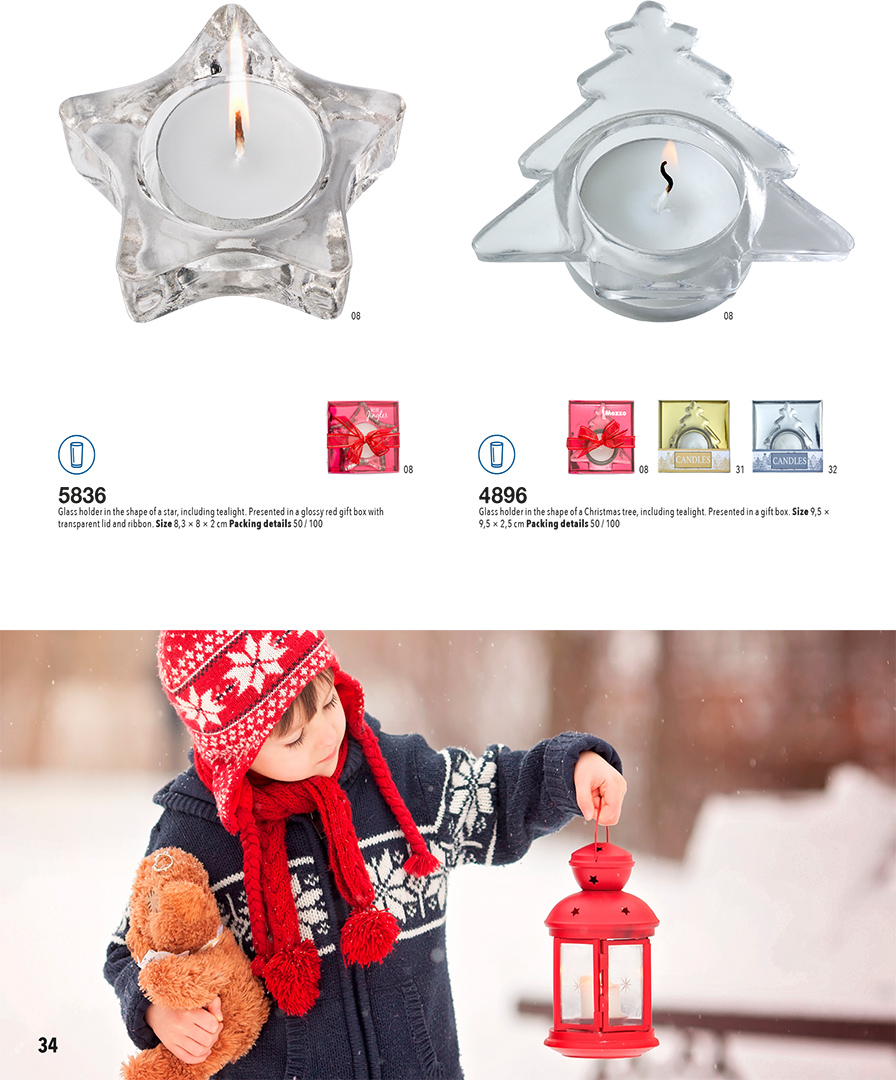 08
08
Jingles
08
Mezzo
08
CANDLES
31
CANDLES
32
5836
Glass holder in the shape of a star, including tealight. Presented in a glossy red gift box with
transparent lid and ribbon. Size 8,3 × 8 × 2 cm Packing details 50 / 100
4896
Glass holder in the shape of a Christmas tree, including tealight. Presented in a gift box. Size 9,5 ×
9,5 × 2,5 cm Packing details 50 / 100
34